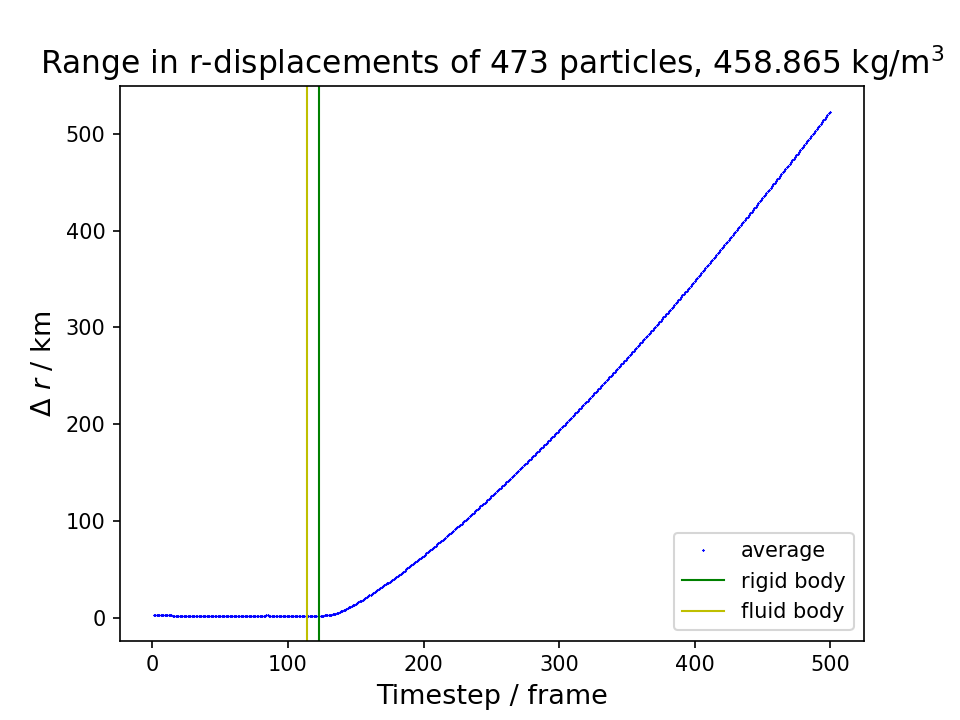 Range in r-displacements of 473 particles, 458.865 kg/m³
500
400
300
200
100
0
Δ r / km
average
rigid body
fluid body
0 100 200 300 400 500
Timestep / frame